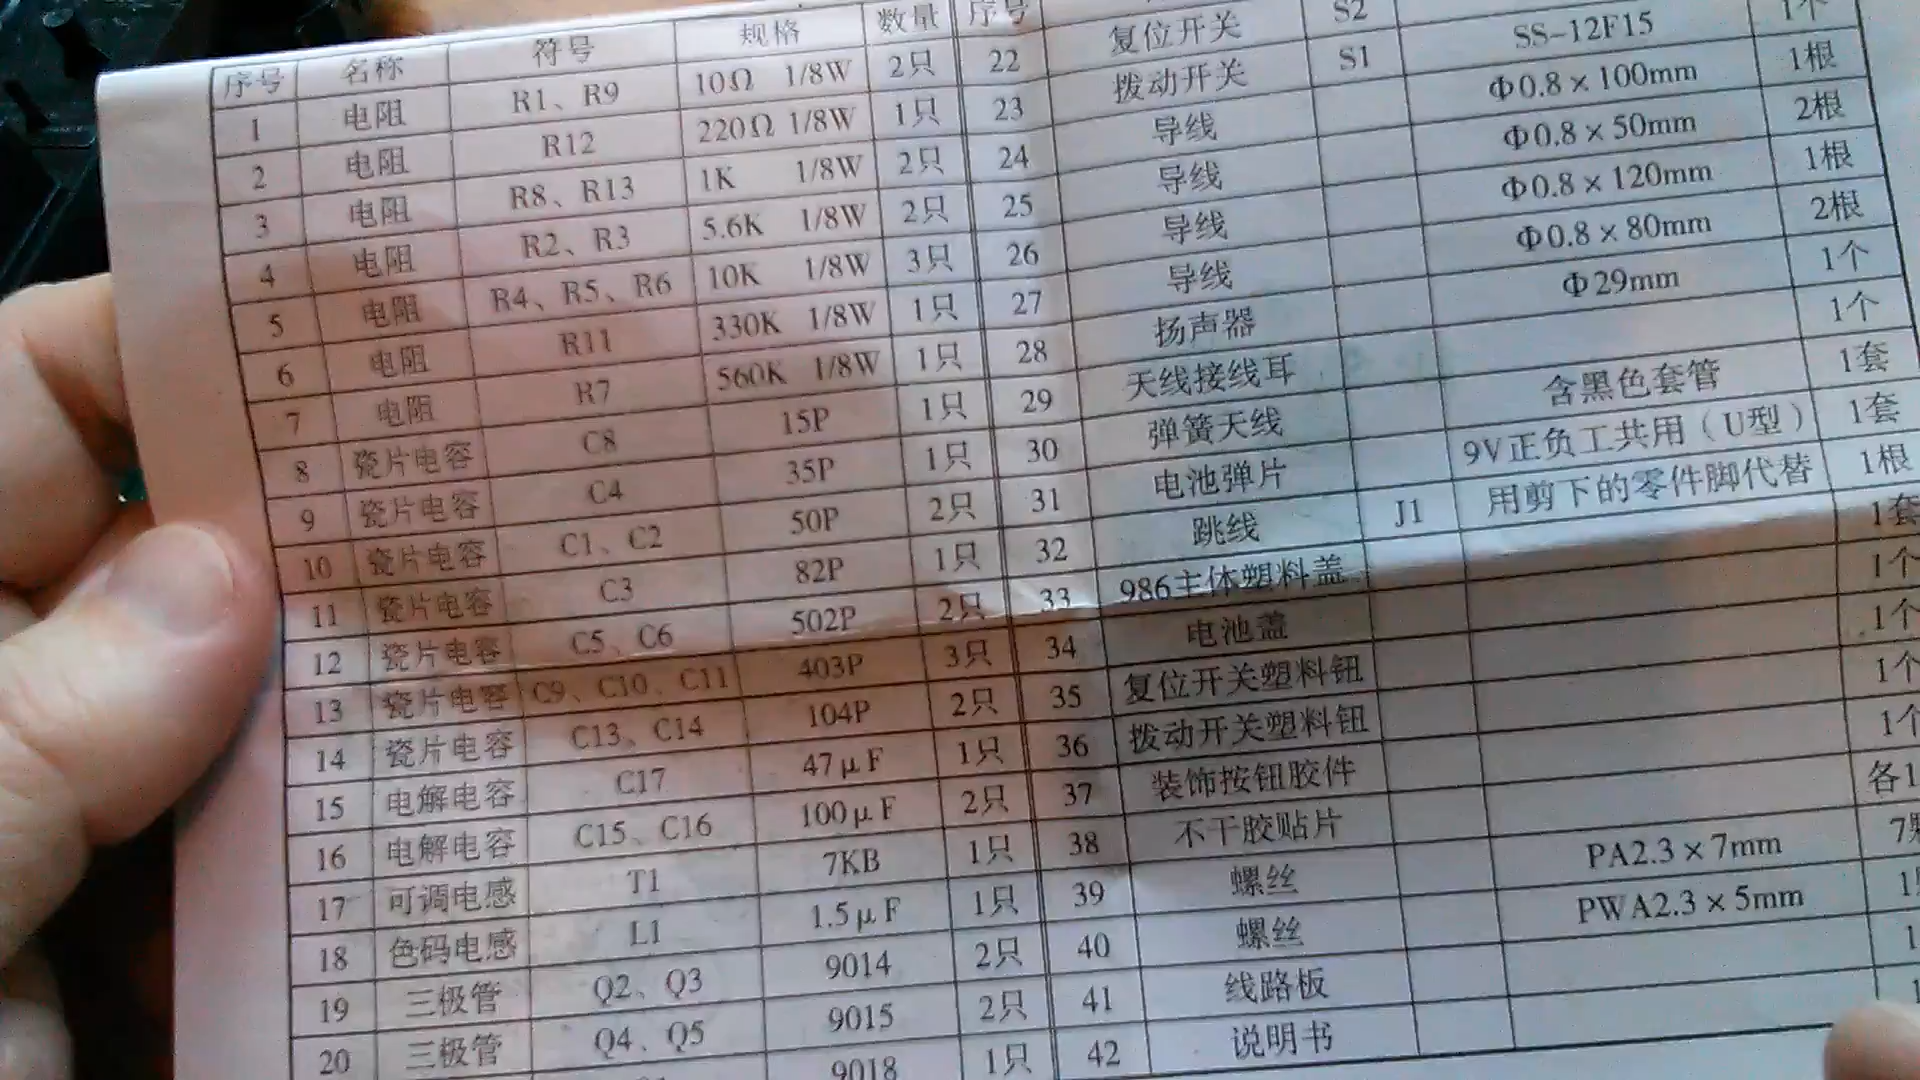 序号 名称 符号 规格 数量 序号
1 电阻 R1、R9 10Ω 1/8W 2只 22 复位开关 S2
2 电阻 R12 220Ω 1/8W 1只 23 拨动开关 S1 SS-12F15 1个
3 电阻 R8、R13 1K 1/8W 2只 24 导线 Φ0.8×100mm 1根
4 电阻 R2、R3 5.6K 1/8W 2只 25 导线 Φ0.8×50mm 2根
5 电阻 R4、R5、R6 10K 1/8W 3只 26 导线 Φ0.8×120mm 1根
6 电阻 R11 330K 1/8W 1只 27 导线 Φ0.8×80mm 2根
7 电阻 R7 560K 1/8W 1只 28 扬声器 Φ29mm 1个
8 瓷片电容 C8 15P 1只 29 天线接线耳 1个
9 瓷片电容 C4 35P 1只 30 弹簧天线 含黑色套管 1套
10 瓷片电容 C1、C2 50P 2只 31 电池弹片 9V正负工共用（U型） 1套
11 瓷片电容 C3 82P 1只 32 跳线 J1 用剪下的零件脚代替 1根
12 瓷片电容 C5、C6 502P 2只 33 986主体塑料盖 1套
13 瓷片电容 C9、C10、C11 403P 3只 34 电池盖 1个
14 瓷片电容 C13、C14 104P 2只 35 复位开关塑料钮 1个
15 电解电容 C17 47μF 1只 36 拨动开关塑料钮 1个
16 电解电容 C15、C16 100μF 2只 37 装饰按钮胶件 1个
17 可调电感 T1 7KB 1只 38 不干胶贴片 各1
18 色码电感 L1 1.5μF 1只 39 螺丝 PA2.3×7mm 7
19 三极管 Q2、Q3 9014 2只 40 螺丝 PWA2.3×5mm 1
20 三极管 Q4、Q5 9015 2只 41 线路板 1
9018 1只 42 说明书 1